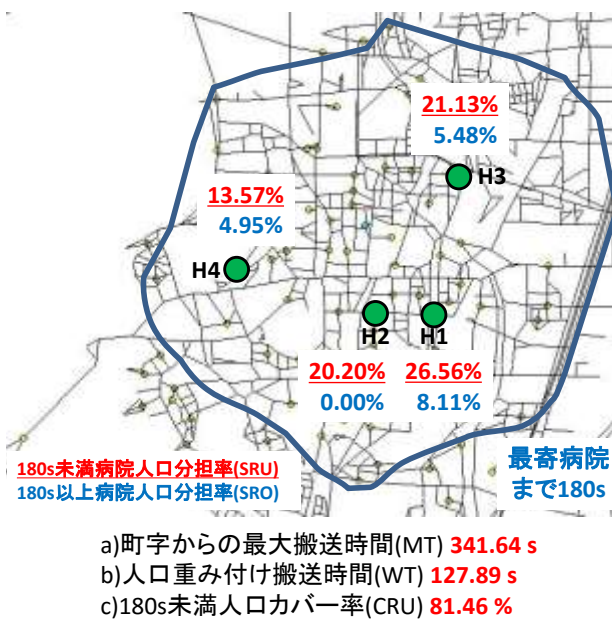 21.13%
5.48%
H3
13.57%
4.95%
H4
H2
H1
20.20% 26.56%
0.00% 8.11%
180s未満病院人口分担率(SRU)
180s以上病院人口分担率(SRO)
最寄病院
まで180s
a)町字からの最大搬送時間(MT) 341.64 s
b)人口重み付け搬送時間(WT) 127.89 s
c)180s未満人口カバー率(CRU) 81.46 %